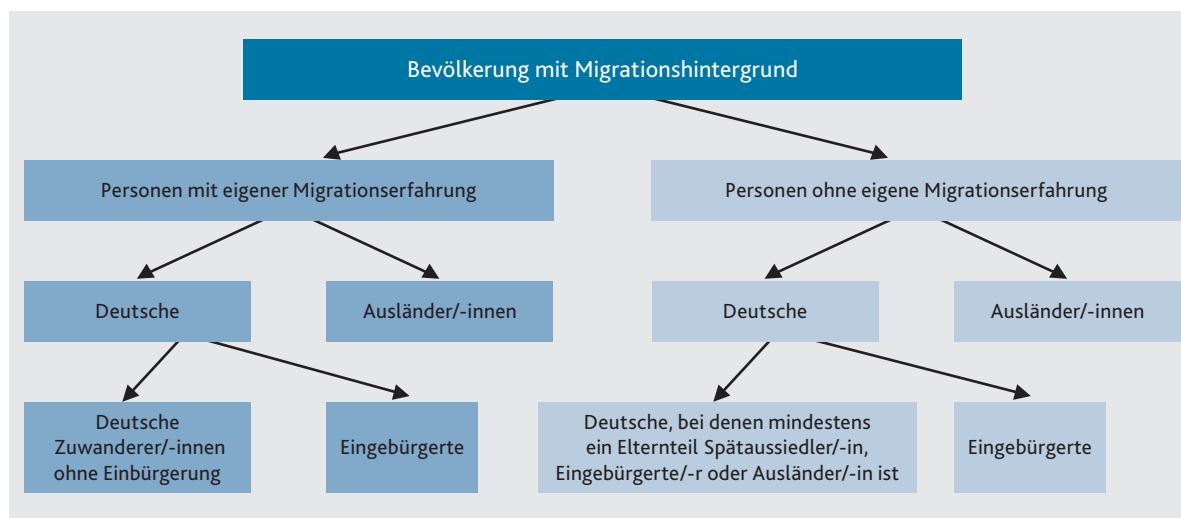 Bevölkerung mit Migrationshintergrund
Personen mit eigener Migrationserfahrung
Personen ohne eigene Migrationserfahrung
Deutsche
Ausländer/-innen
Deutsche
Ausländer/-innen
Deutsche
Zuwanderer/-innen
ohne Einbürgerung
Eingebürgerte
Deutsche, bei denen mindestens
ein Elternteil Spätaussiedler/-in,
Eingebürgerte/-r oder Ausländer/-in ist
Eingebürgerte